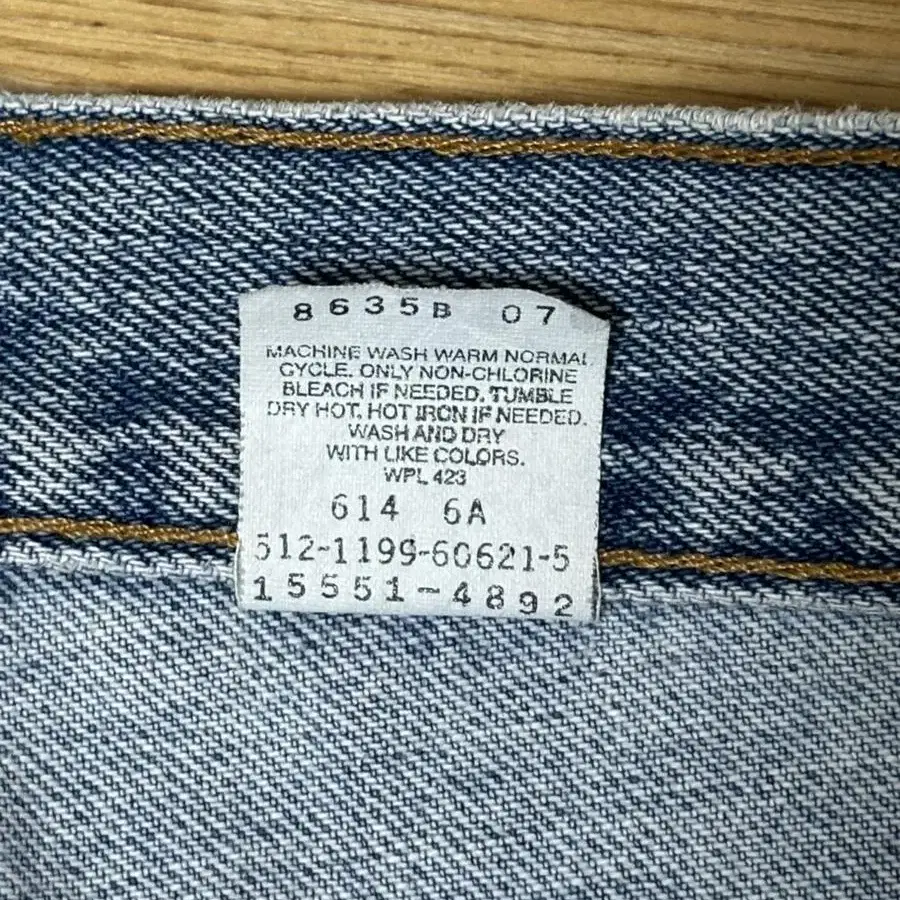 8635B 07
MACHINE WASH WARM NORMAL
CYCLE. ONLY NON-CHLORINE
BLEACH IF NEEDED. TUMBLE
DRY HOT. HOT IRON IF NEEDED.
WASH AND DRY
WITH LIKE COLORS.
WPL 423
614 6A
512-1199-60621-5
15551-4892